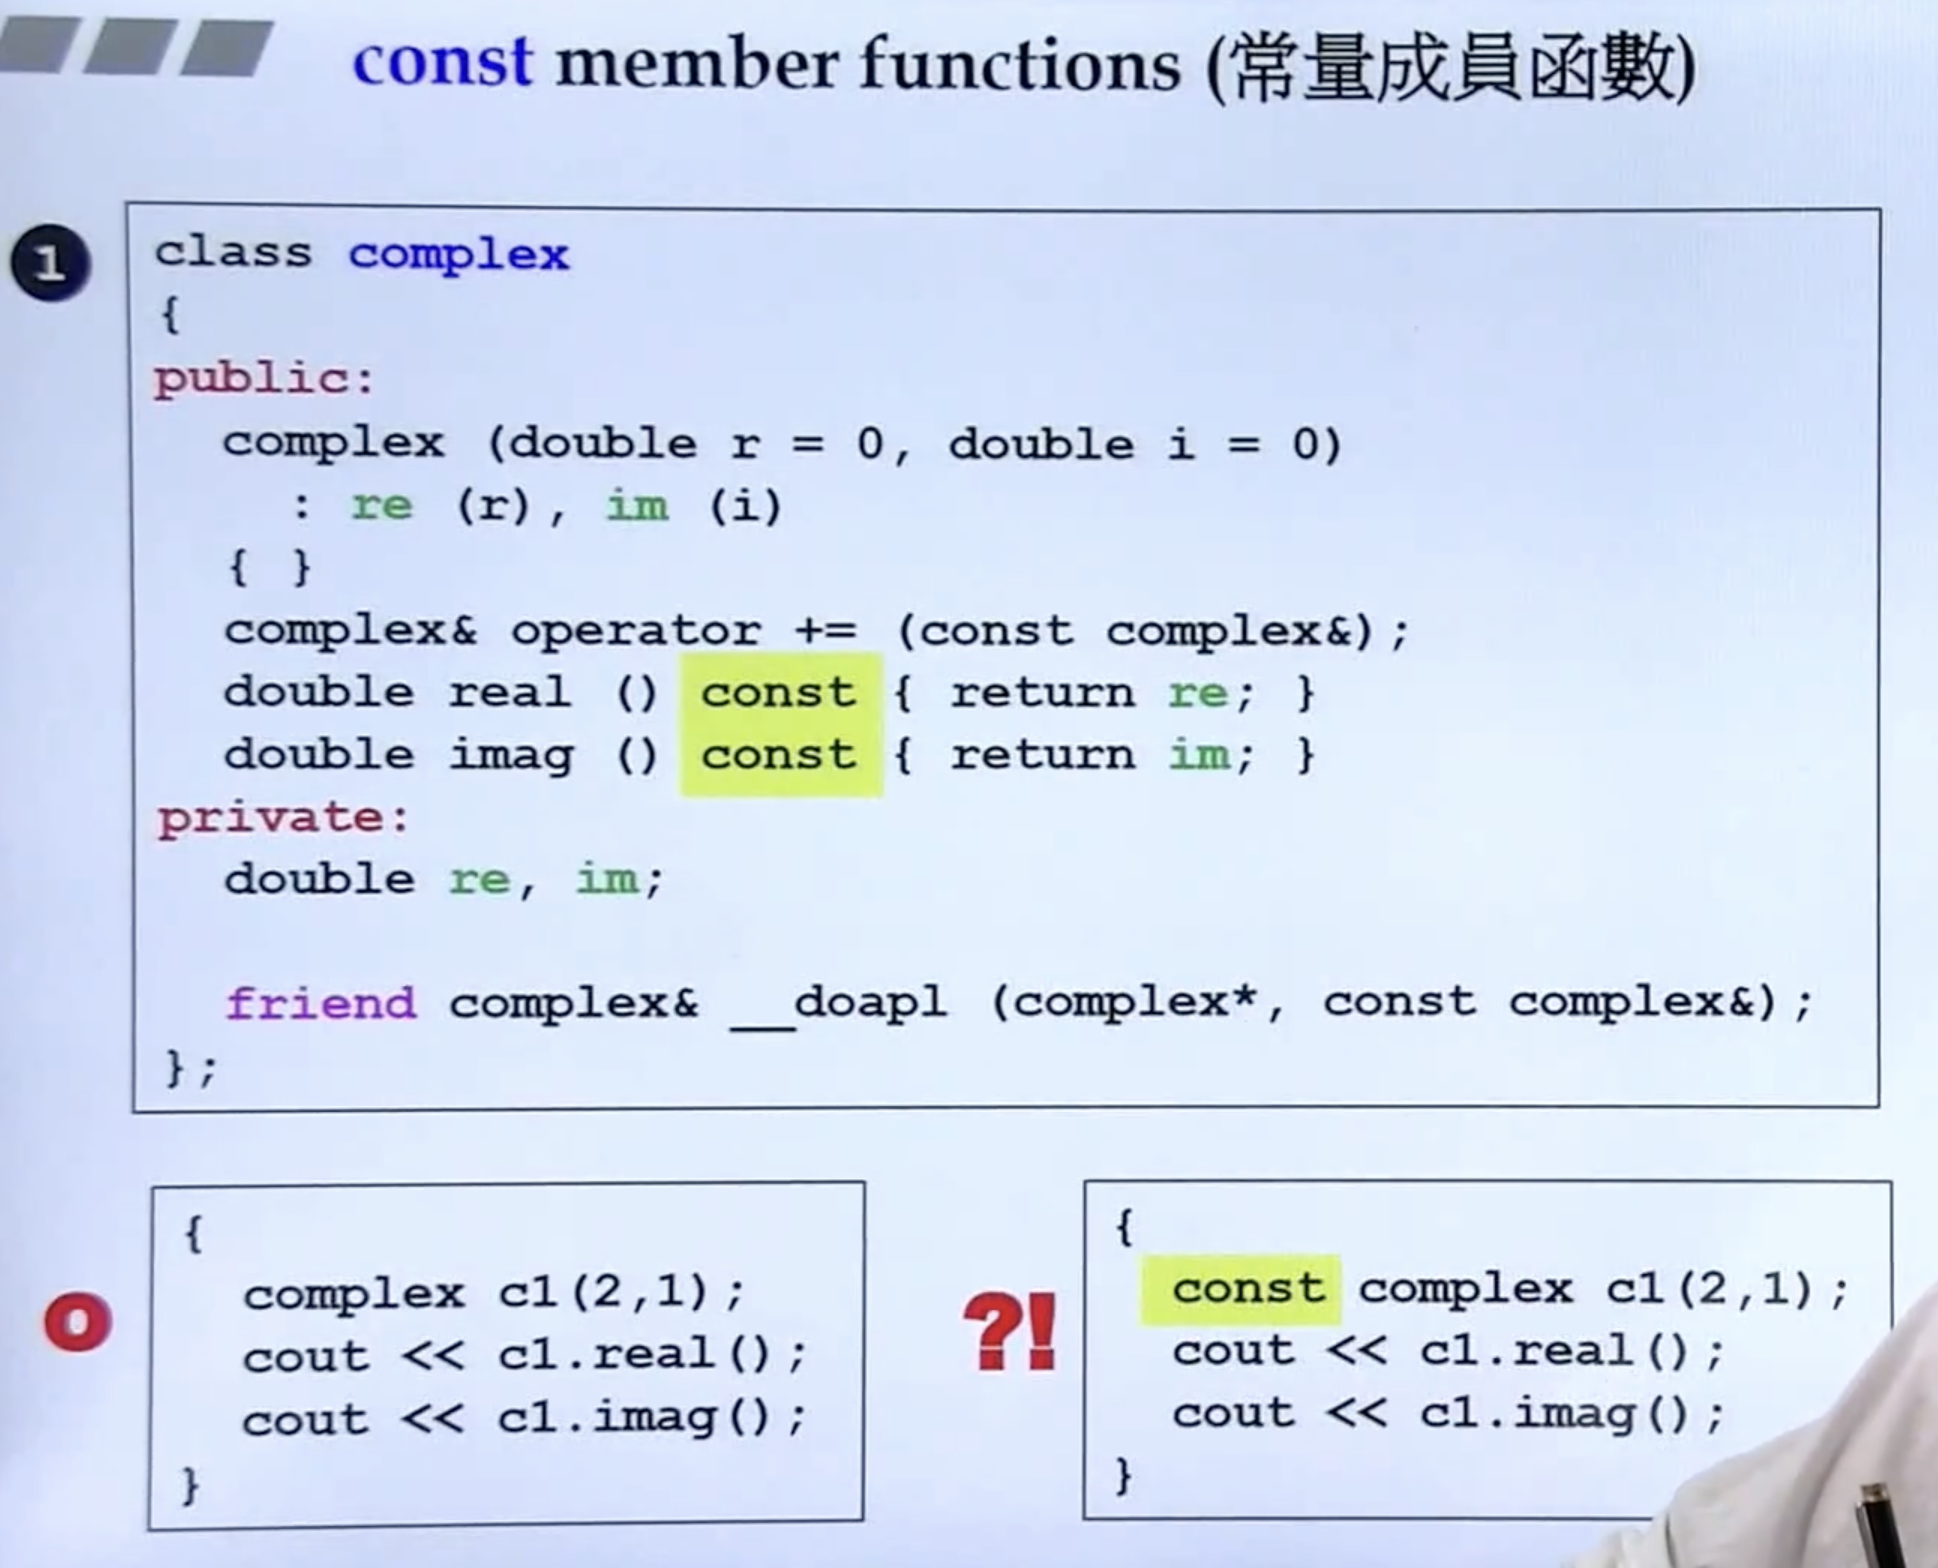 const member functions (常量成員函數)
1
class complex
{
public:
complex (double r = 0, double i = 0)
: re (r), im (i)
{ }
complex& operator += (const complex&);
double real () const { return re; }
double imag () const { return im; }
private:
double re, im;
friend complex& __doapl (complex*, const complex&);
};
O
{
complex c1(2,1);
cout << c1.real();
cout << c1.imag();
}
?!
{
const complex c1(2,1);
cout << c1.real();
cout << c1.imag();
}